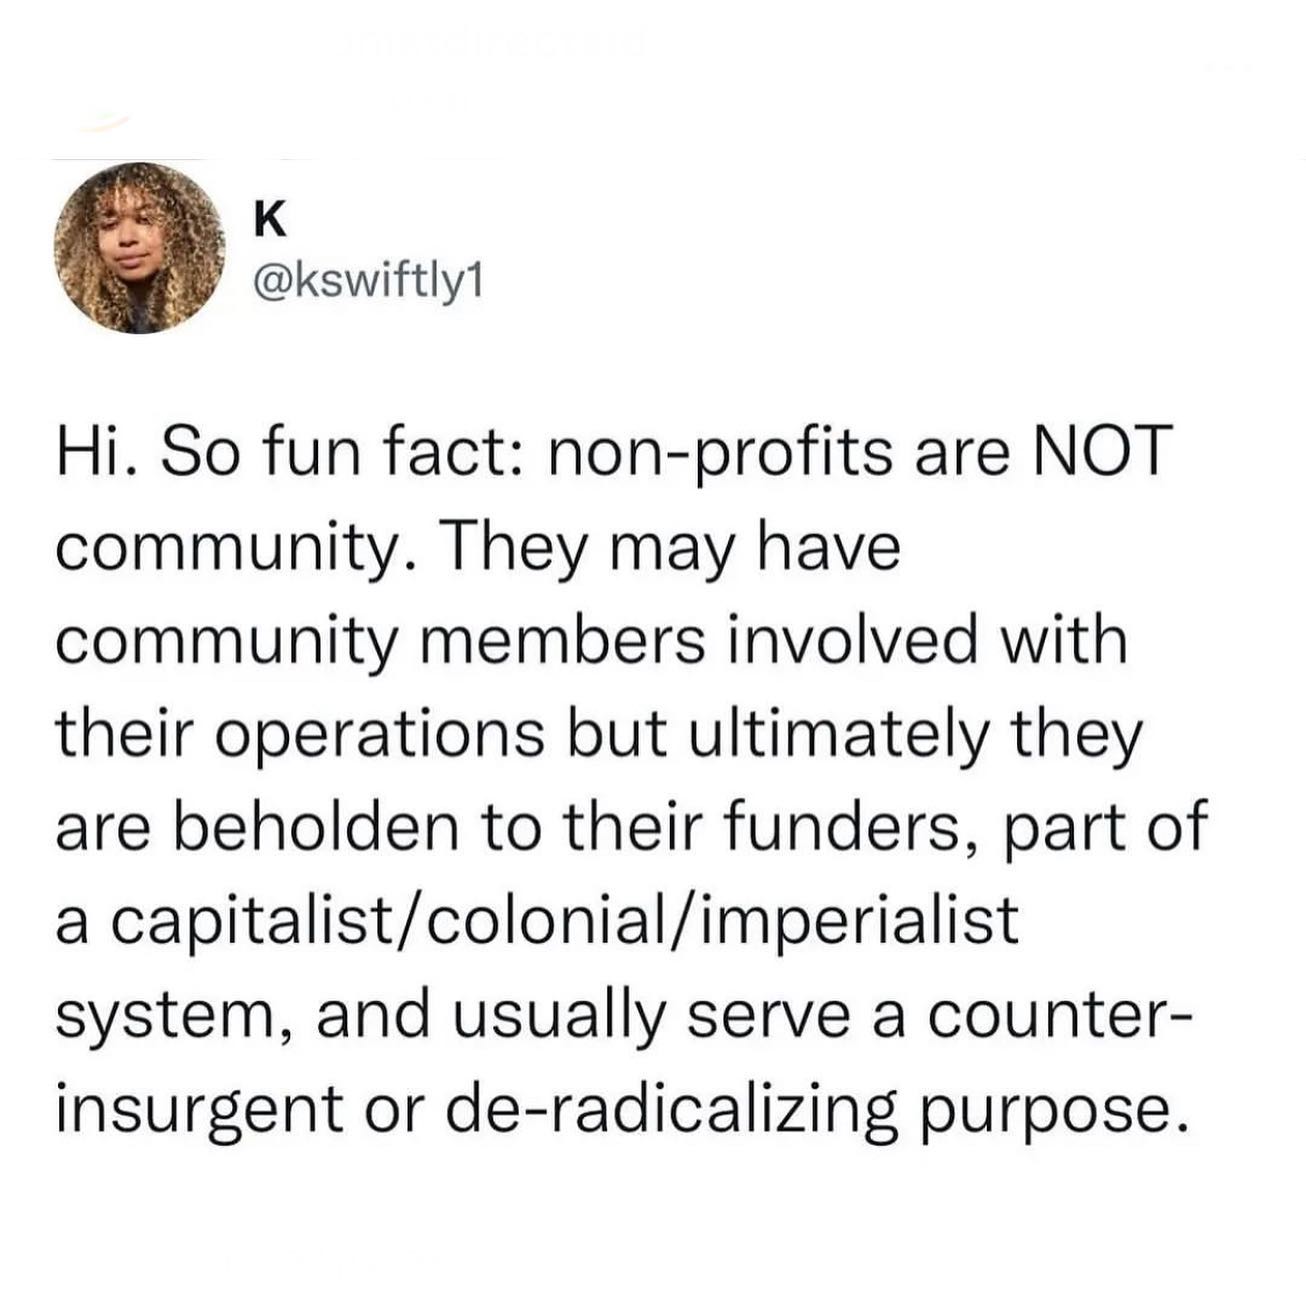 K
@kswiftly1
Hi. So fun fact: non-profits are NOT
community. They may have
community members involved with
their operations but ultimately they
are beholden to their funders, part of
a capitalist/colonial/imperialist
system, and usually serve a counter-
insurgent or de-radicalizing purpose.